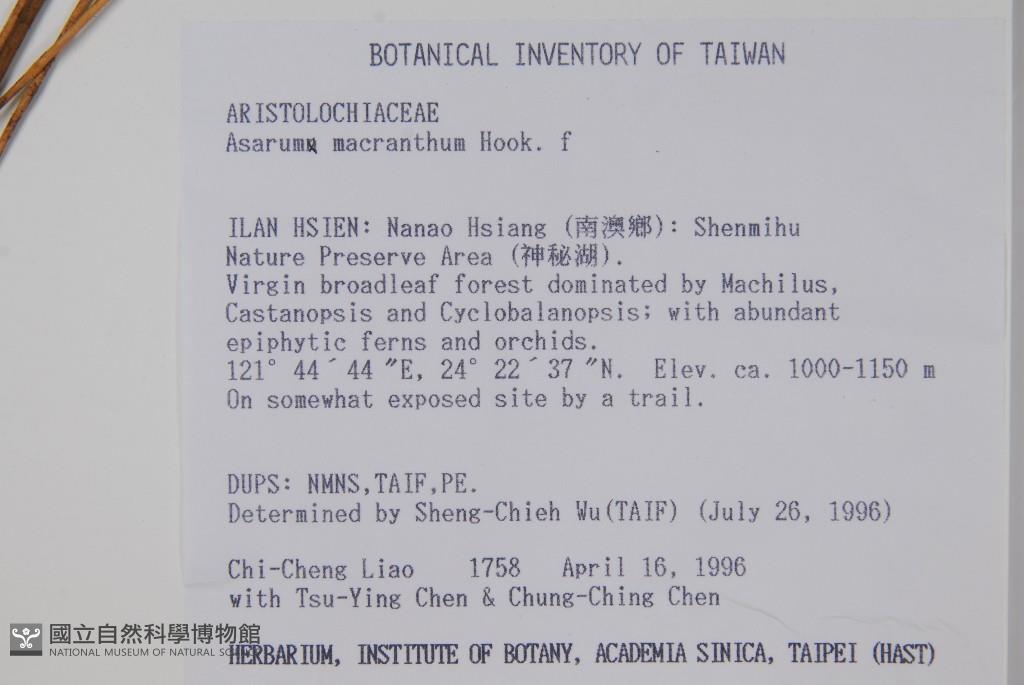 BOTANICAL INVENTORY OF TAIWAN
ARISTOLOCHIACEAE
Asarum macranthum Hook. f
ILAN HSIEN: Nanao Hsiang (南澳鄉): Shenmihu
Nature Preserve Area (神秘湖).
Virgin broadleaf forest dominated by Machilus,
Castanopsis and Cyclobalanopsis; with abundant
epiphytic ferns and orchids.
121° 44´44 ″E, 24° 22´37 ″N. Elev. ca. 1000-1150 m
On somewhat exposed site by a trail.
DUPS: NMNS,TAIF,PE.
Determined by Sheng-Chieh Wu(TAIF) (July 26, 1996)
Chi-Cheng Liao 1758 April 16, 1996
with Tsu-Ying Chen & Chung-Ching Chen
HERBARIUM, INSTITUTE OF BOTANY, ACADEMIA SINICA, TAIPEI (HAST)
國立自然科學博物館
NATIONAL MUSEUM OF NATURAL